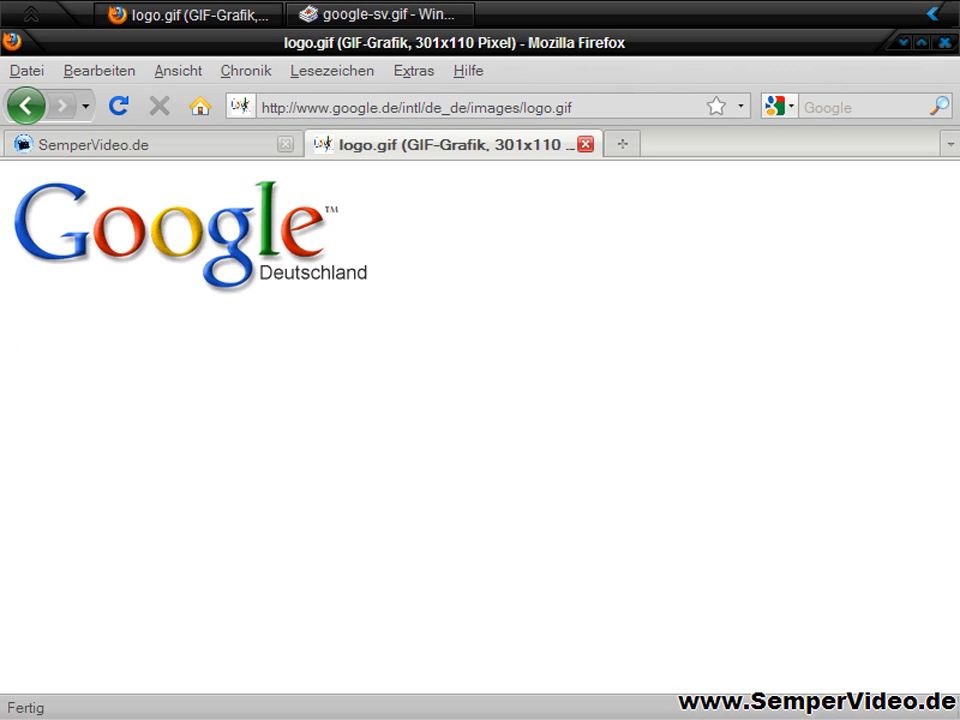 logo.gif (GIF-Grafik,...
google-sv.gif - Win...
logo.gif (GIF-Grafik, 301x110 Pixel) - Mozilla Firefox
Datei Bearbeiten Ansicht Chronik Lesezeichen Extras Hilfe
http://www.google.de/intl/de_de/images/logo.gif
Google
SemperVideo.de
logo.gif (GIF-Grafik, 301x110 ...
Google™
Deutschland
Fertig
www.SemperVideo.de